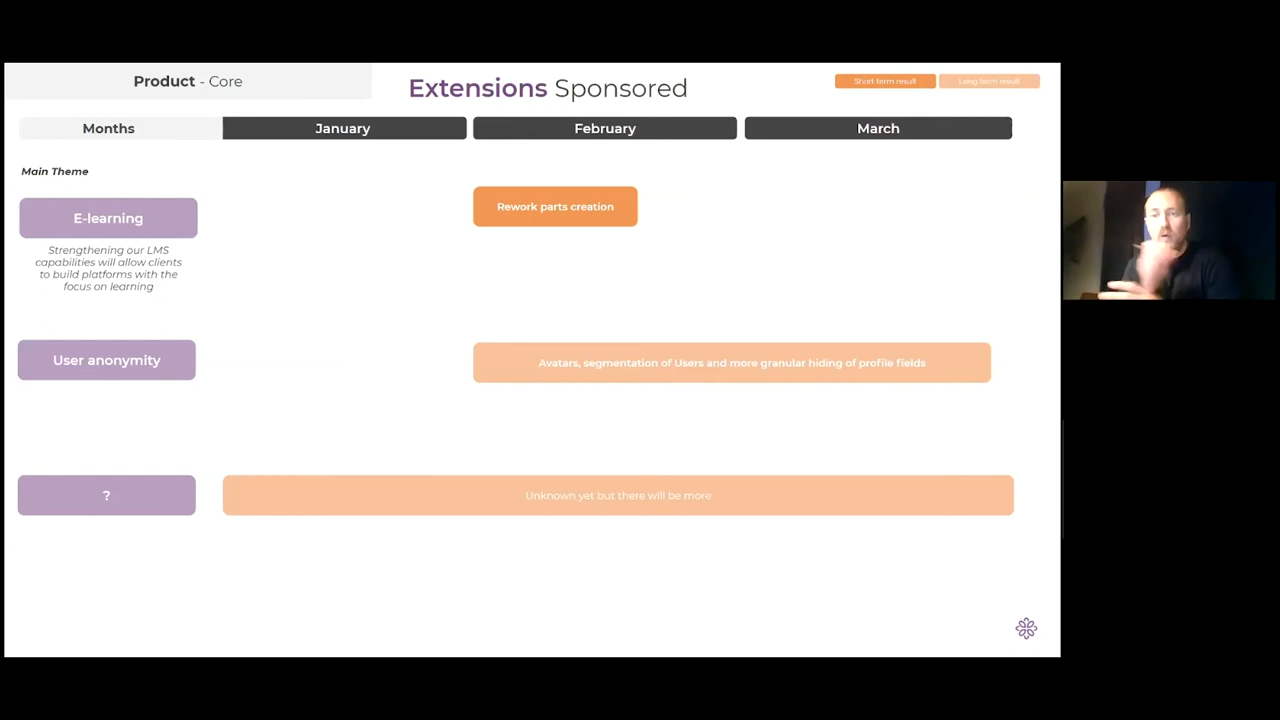 Product - Core
Extensions Sponsored
Short term result
Long term result
Months
January
February
March
Main Theme
E-learning
Rework parts creation
Strengthening our LMS
capabilities will allow clients
to build platforms with the
focus on learning
User anonymity
Avatars, segmentation of Users and more granular hiding of profile fields
?
Unknown yet but there will be more